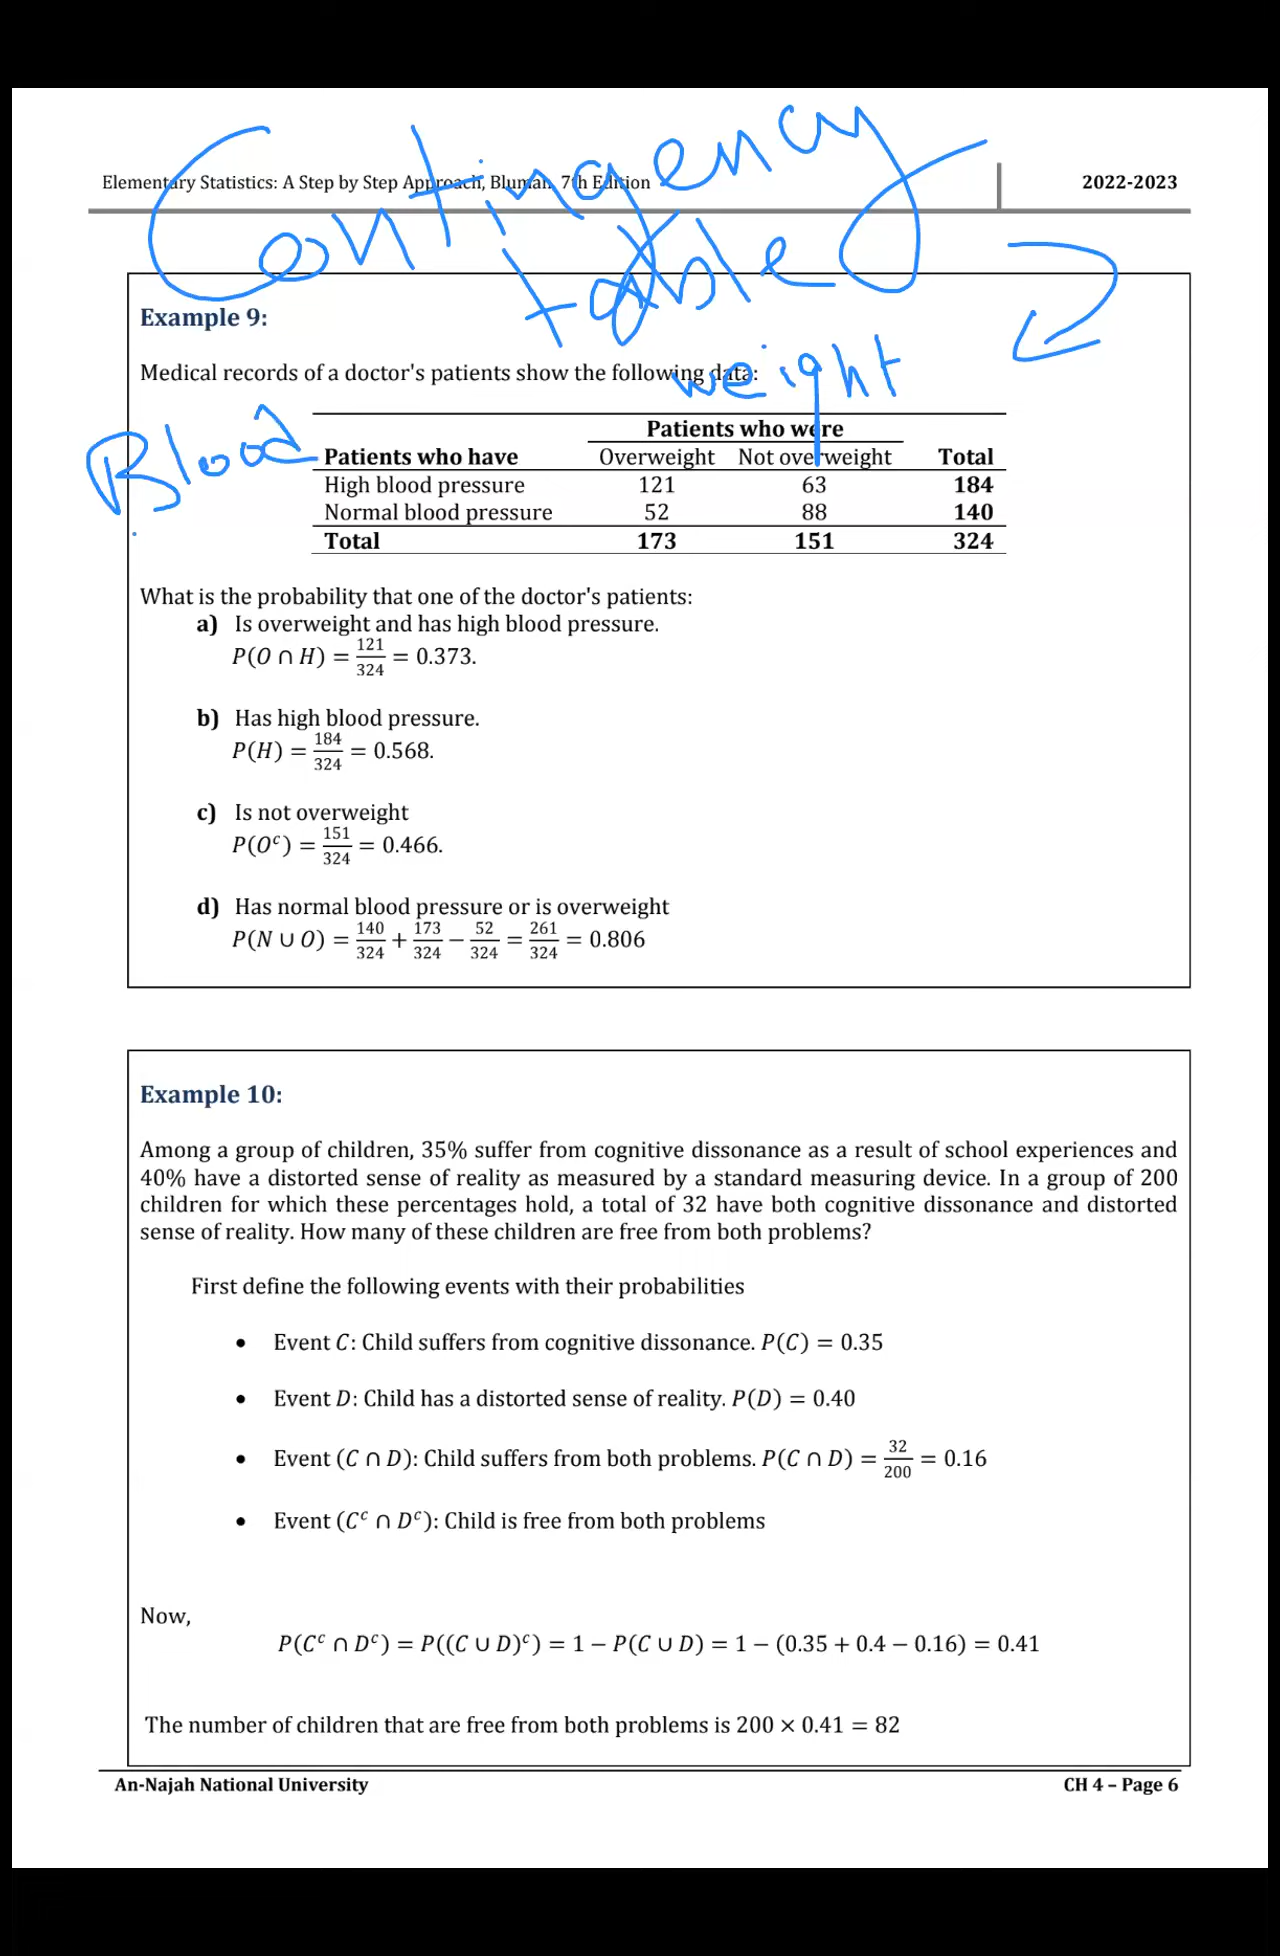 Contingency
table
Elementary Statistics: A Step by Step Approach, Bluman, 7th Edition 2022-2023
Example 9:
Medical records of a doctor's patients show the following data:
weight
Blood
Patients who were
Patients who have Overweight Not overweight Total
High blood pressure 121 63 184
Normal blood pressure 52 88 140
Total 173 151 324
What is the probability that one of the doctor's patients:
a) Is overweight and has high blood pressure.
P(O ∩ H) = 121/324 = 0.373.
b) Has high blood pressure.
P(H) = 184/324 = 0.568.
c) Is not overweight
P(Oᶜ) = 151/324 = 0.466.
d) Has normal blood pressure or is overweight
P(N ∪ O) = 140/324 + 173/324 − 52/324 = 261/324 = 0.806
Example 10:
Among a group of children, 35% suffer from cognitive dissonance as a result of school experiences and
40% have a distorted sense of reality as measured by a standard measuring device. In a group of 200
children for which these percentages hold, a total of 32 have both cognitive dissonance and distorted
sense of reality. How many of these children are free from both problems?
First define the following events with their probabilities
• Event C: Child suffers from cognitive dissonance. P(C) = 0.35
• Event D: Child has a distorted sense of reality. P(D) = 0.40
• Event (C ∩ D): Child suffers from both problems. P(C ∩ D) = 32/200 = 0.16
• Event (Cᶜ ∩ Dᶜ): Child is free from both problems
Now,
P(Cᶜ ∩ Dᶜ) = P((C ∪ D)ᶜ) = 1 − P(C ∪ D) = 1 − (0.35 + 0.4 − 0.16) = 0.41
The number of children that are free from both problems is 200 × 0.41 = 82
An-Najah National University CH 4 – Page 6